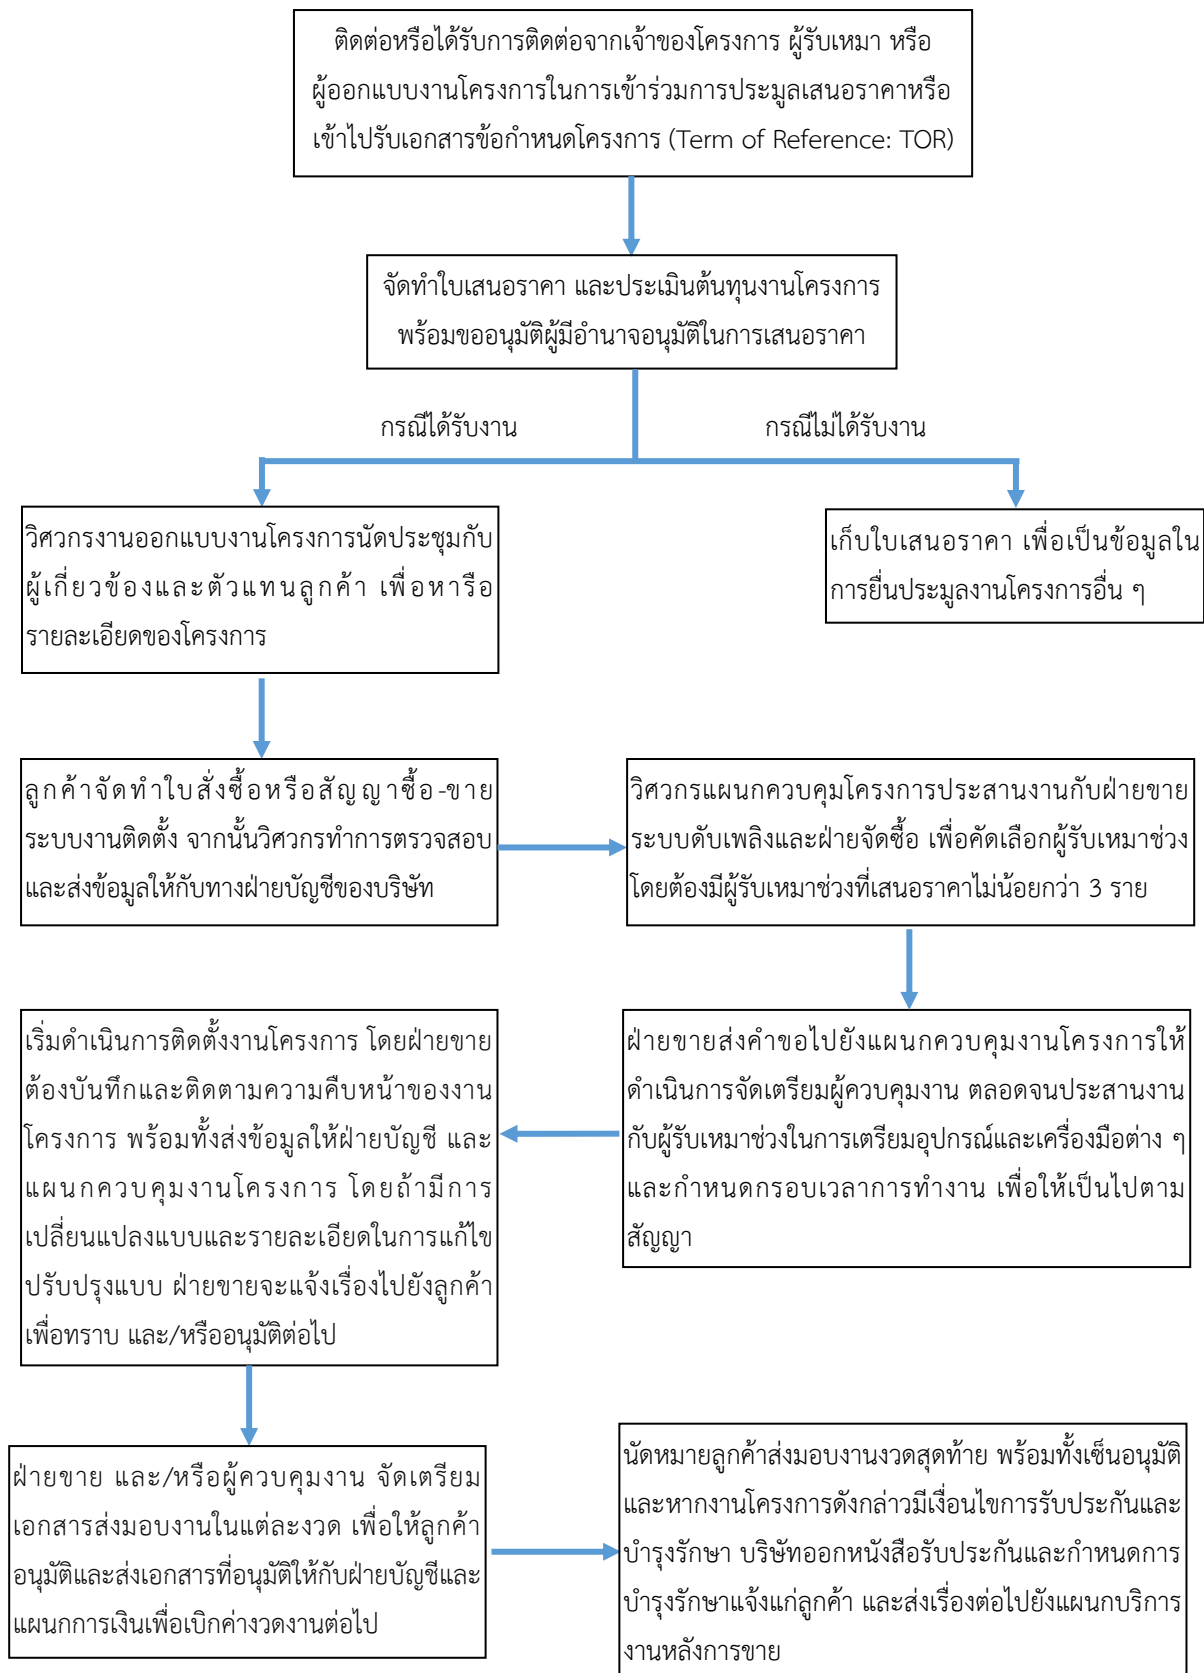 ติดต่อหรือได้รับการติดต่อจากเจ้าของโครงการ ผู้รับเหมา หรือ
ผู้ออกแบบงานโครงการในการเข้าร่วมการประมูลเสนอราคาหรือ
เข้าไปรับเอกสารข้อกำหนดโครงการ (Term of Reference: TOR)
จัดทำใบเสนอราคา และประเมินต้นทุนงานโครงการ
พร้อมขออนุมัติผู้มีอำนาจอนุมัติในการเสนอราคา
กรณีได้รับงาน
กรณีไม่ได้รับงาน
วิศวกรงานออกแบบงานโครงการนัดประชุมกับ
ผู้เกี่ยวข้องและตัวแทนลูกค้า เพื่อหารือ
รายละเอียดของโครงการ
เก็บใบเสนอราคา เพื่อเป็นข้อมูลใน
การยื่นประมูลงานโครงการอื่น ๆ
ลูกค้าจัดทำใบสั่งซื้อหรือสัญญาซื้อ-ขาย
ระบบงานติดตั้ง จากนั้นวิศวกรทำการตรวจสอบ
และส่งข้อมูลให้กับทางฝ่ายบัญชีของบริษัท
วิศวกรแผนกควบคุมโครงการประสานงานกับฝ่ายขาย
ระบบดับเพลิงและฝ่ายจัดซื้อ เพื่อคัดเลือกผู้รับเหมาช่วง
โดยต้องมีผู้รับเหมาช่วงที่เสนอราคาไม่น้อยกว่า 3 ราย
ฝ่ายขายส่งคำขอไปยังแผนกควบคุมงานโครงการให้
ดำเนินการจัดเตรียมผู้ควบคุมงาน ตลอดจนประสานงาน
กับผู้รับเหมาช่วงในการเตรียมอุปกรณ์และเครื่องมือต่าง ๆ
และกำหนดกรอบเวลาการทำงาน เพื่อให้เป็นไปตาม
สัญญา
เริ่มดำเนินการติดตั้งงานโครงการ โดยฝ่ายขาย
ต้องบันทึกและติดตามความคืบหน้าของงาน
โครงการ พร้อมทั้งส่งข้อมูลให้ฝ่ายบัญชี และ
แผนกควบคุมงานโครงการ โดยถ้ามีการ
เปลี่ยนแปลงแบบและรายละเอียดในการแก้ไข
ปรับปรุงแบบ ฝ่ายขายจะแจ้งเรื่องไปยังลูกค้า
เพื่อทราบ และ/หรืออนุมัติต่อไป
ฝ่ายขาย และ/หรือผู้ควบคุมงาน จัดเตรียม
เอกสารส่งมอบงานในแต่ละงวด เพื่อให้ลูกค้า
อนุมัติและส่งเอกสารที่อนุมัติให้กับฝ่ายบัญชีและ
แผนกการเงินเพื่อเบิกค่างวดงานต่อไป
นัดหมายลูกค้าส่งมอบงานงวดสุดท้าย พร้อมทั้งเซ็นอนุมัติ
และหากงานโครงการดังกล่าวมีเงื่อนไขการรับประกันและ
บำรุงรักษา บริษัทออกหนังสือรับประกันและกำหนดการ
บำรุงรักษาแจ้งแก่ลูกค้า และส่งเรื่องต่อไปยังแผนกบริการ
งานหลังการขาย